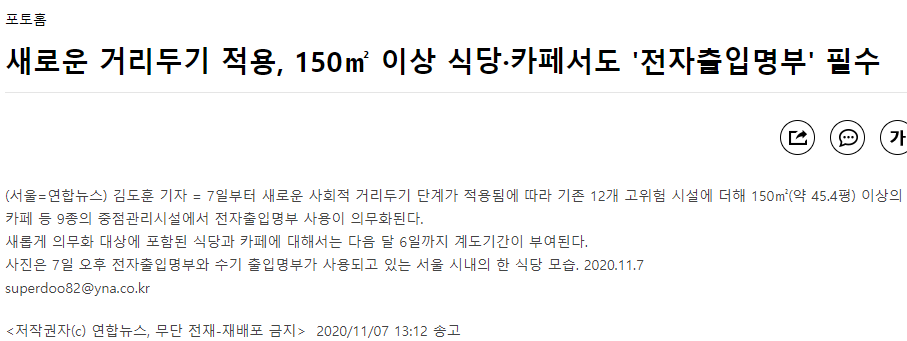 포토홈
새로운 거리두기 적용, 150㎡ 이상 식당·카페서도 '전자출입명부' 필수
가
(서울=연합뉴스) 김도훈 기자 = 7일부터 새로운 사회적 거리두기 단계가 적용됨에 따라 기존 12개 고위험 시설에 더해 150㎡(약 45.4평) 이상의
카페 등 9종의 중점관리시설에서 전자출입명부 사용이 의무화된다.
새롭게 의무화 대상에 포함된 식당과 카페에 대해서는 다음 달 6일까지 계도기간이 부여된다.
사진은 7일 오후 전자출입명부와 수기 출입명부가 사용되고 있는 서울 시내의 한 식당 모습. 2020.11.7
superdoo82@yna.co.kr
<저작권자(c) 연합뉴스, 무단 전재-재배포 금지> 2020/11/07 13:12 송고